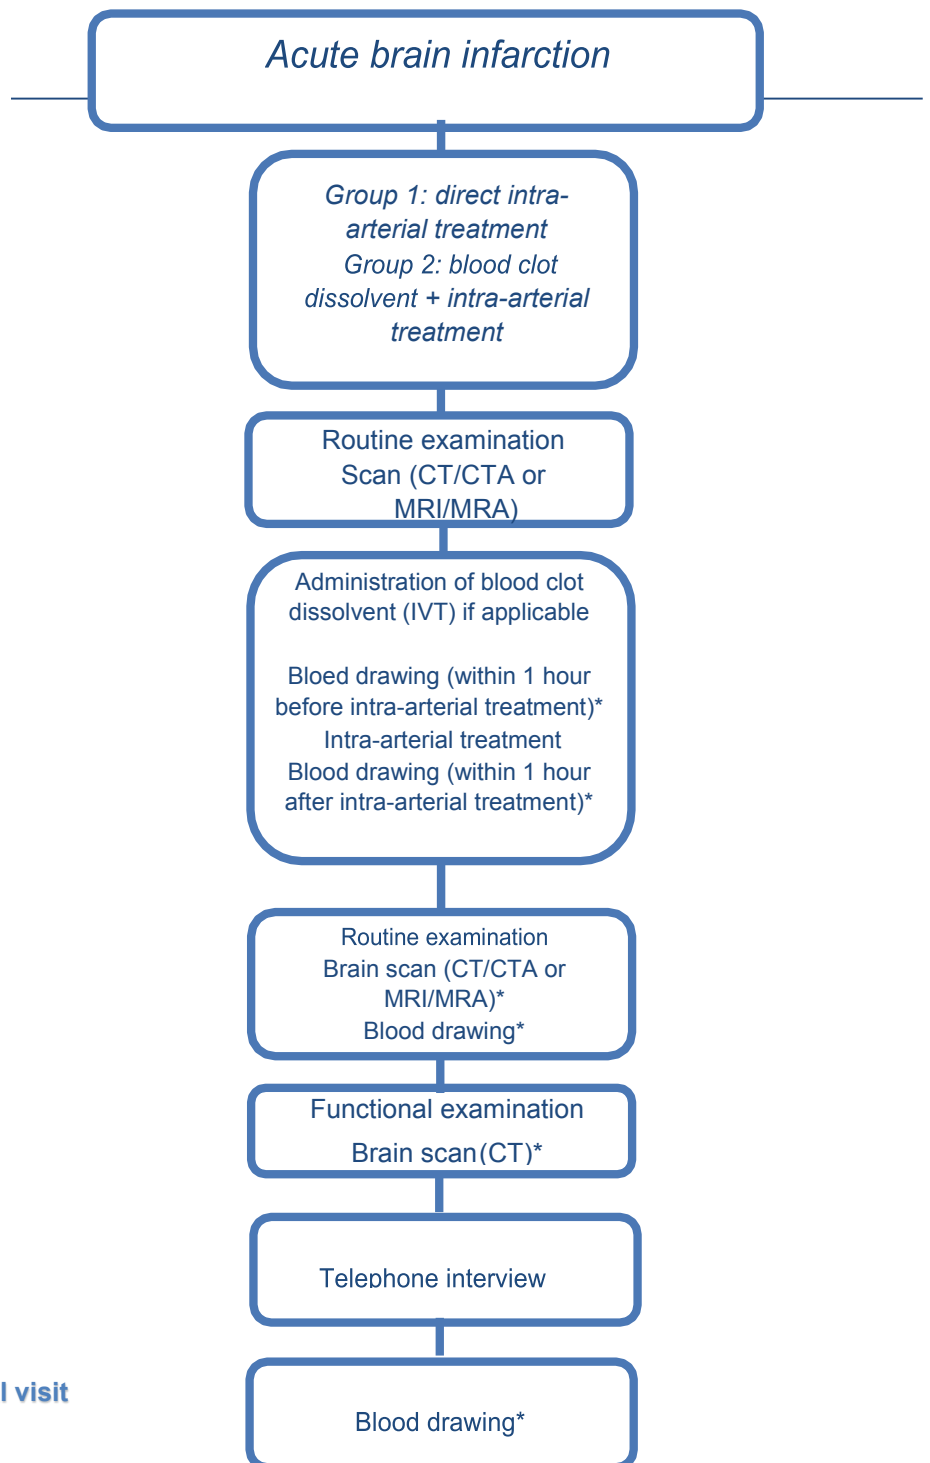 Acute brain infarction
Group 1: direct intra-
arterial treatment
Group 2: blood clot
dissolvent + intra-arterial
treatment
Routine examination
Scan (CT/CTA or
MRI/MRA)
Administration of blood clot
dissolvent (IVT) if applicable
Bloed drawing (within 1 hour
before intra-arterial treatment)*
Intra-arterial treatment
Blood drawing (within 1 hour
after intra-arterial treatment)*
Routine examination
Brain scan (CT/CTA or
MRI/MRA)*
Blood drawing*
Functional examination
Brain scan(CT)*
Telephone interview
l visit
Blood drawing*